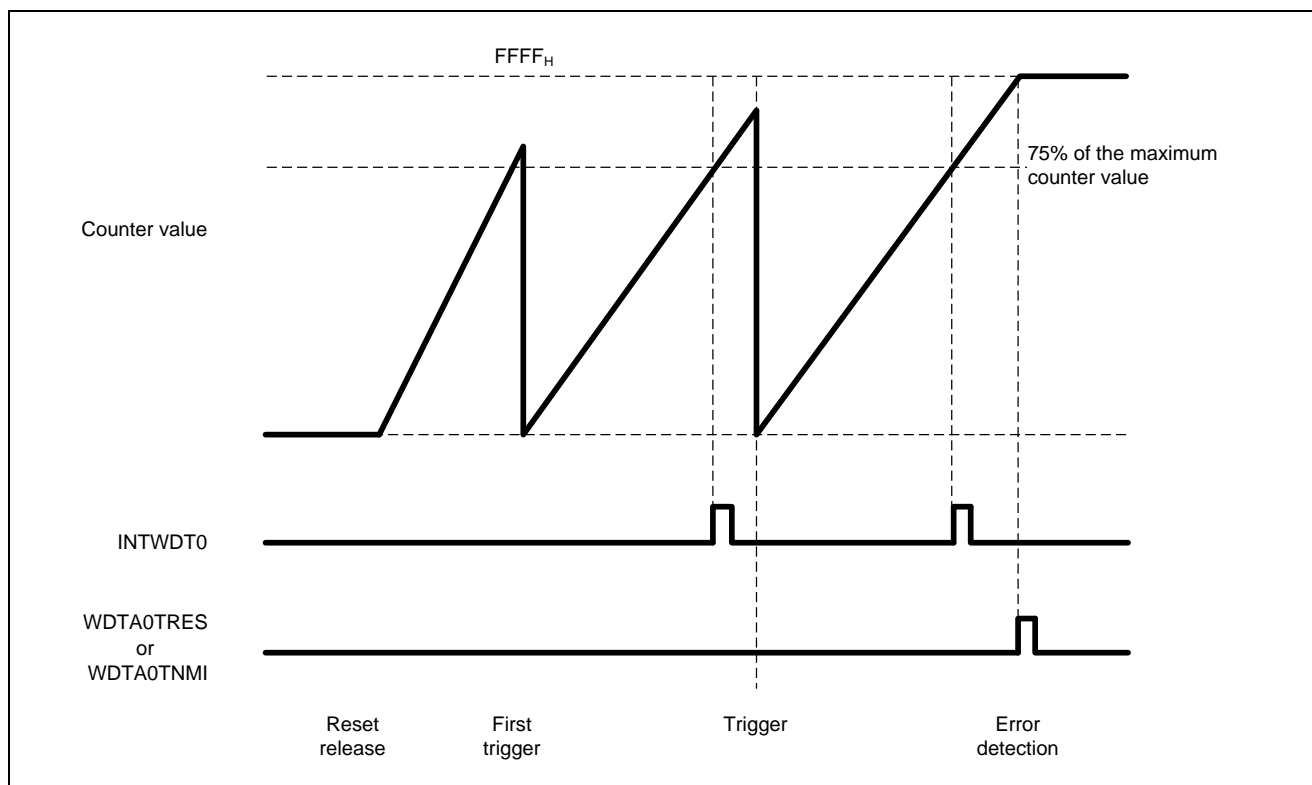 FFFFH
75% of the maximum
counter value
Counter value
INTWDT0
WDTA0TRES
or
WDTA0TNMI
Reset
release
First
trigger
Trigger
Error
detection